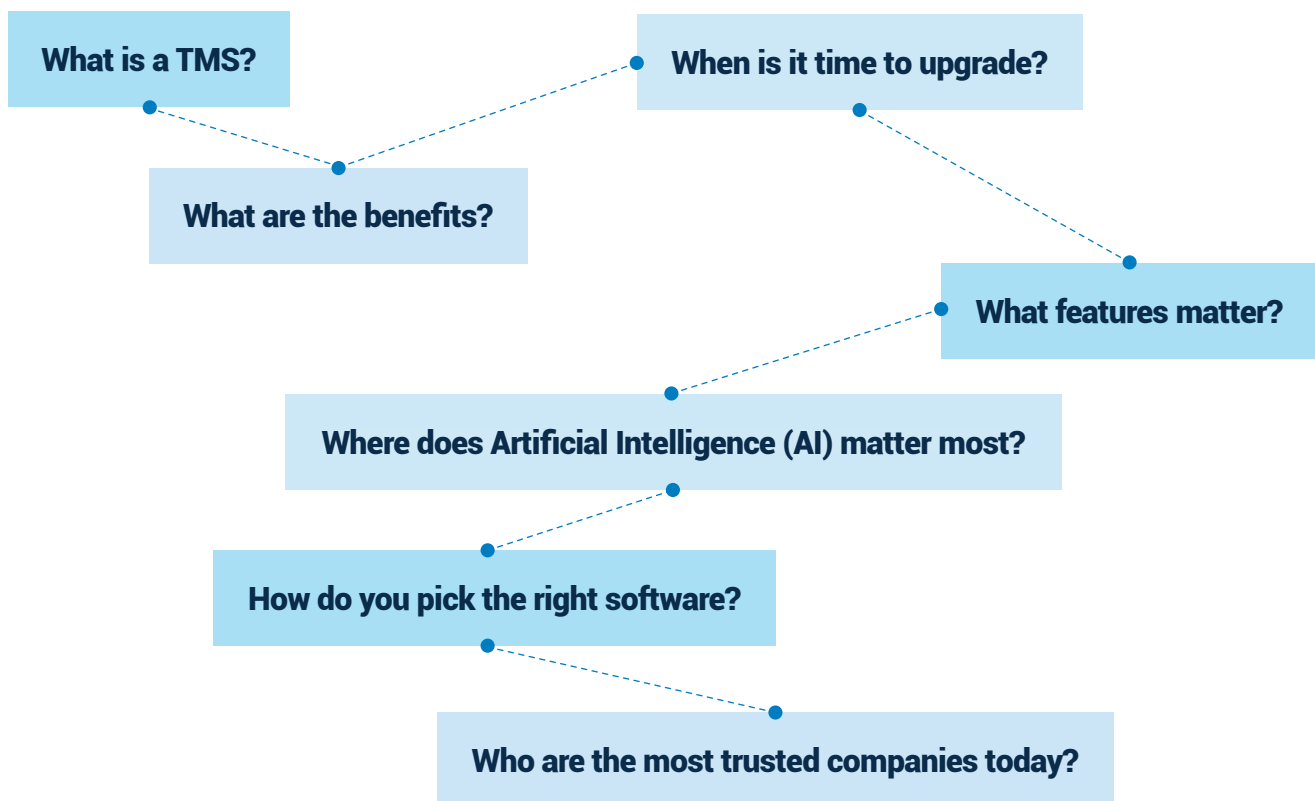 What is a TMS?
When is it time to upgrade?
What are the benefits?
What features matter?
Where does Artificial Intelligence (AI) matter most?
How do you pick the right software?
Who are the most trusted companies today?